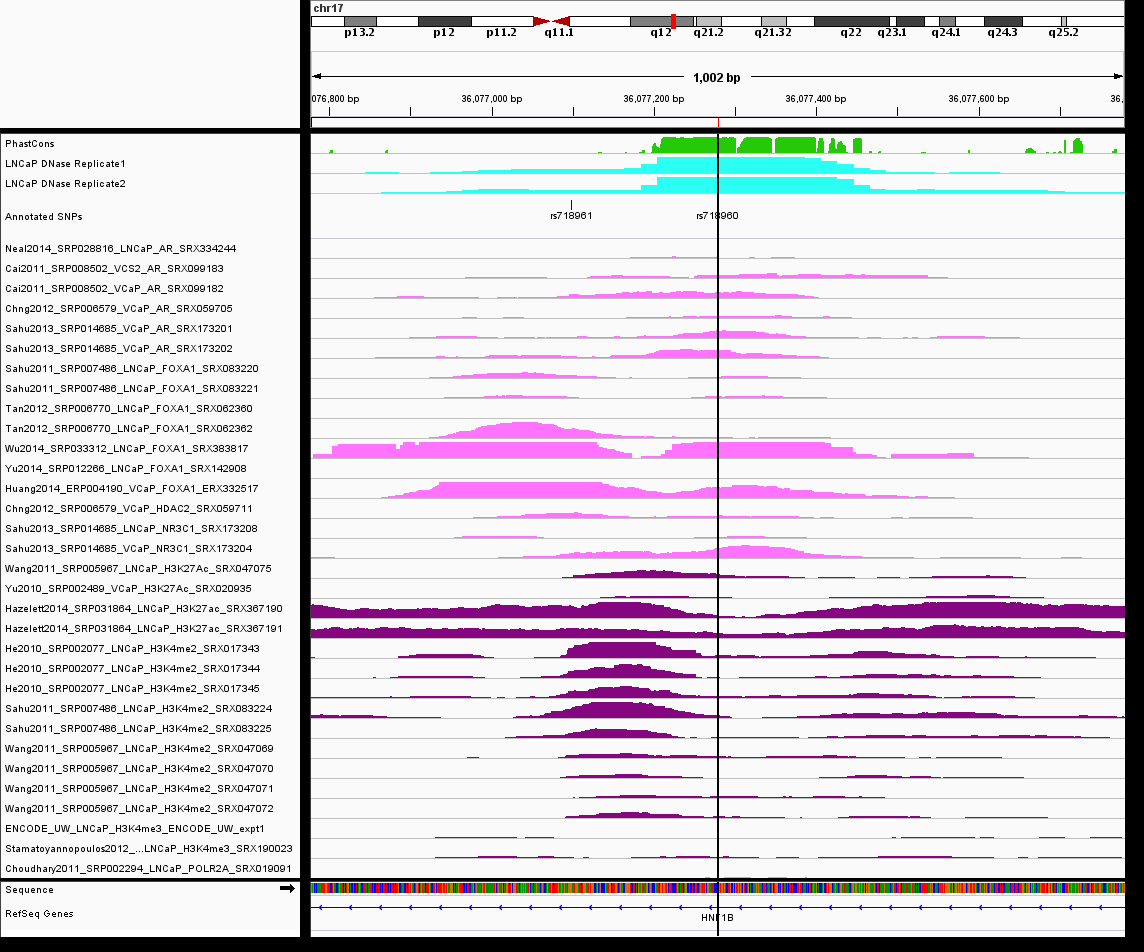 chr17
p13.2 p12 p11.2 q11.1 q12 q21.2 q21.32 q22 q23.1 q24.1 q24.3 q25.2
1,002 bp
076,800 bp 36,077,000 bp 36,077,200 bp 36,077,400 bp 36,077,600 bp 36,
PhastCons
LNCaP DNase Replicate1
LNCaP DNase Replicate2
Annotated SNPs rs718961 rs718960
Neal2014_SRP028816_LNCaP_AR_SRX334244
Cai2011_SRP008502_VCS2_AR_SRX099183
Cai2011_SRP008502_VCaP_AR_SRX099182
Chng2012_SRP006579_VCaP_AR_SRX059705
Sahu2013_SRP014685_VCaP_AR_SRX173201
Sahu2013_SRP014685_VCaP_AR_SRX173202
Sahu2011_SRP007486_LNCaP_FOXA1_SRX083220
Sahu2011_SRP007486_LNCaP_FOXA1_SRX083221
Tan2012_SRP006770_LNCaP_FOXA1_SRX062360
Tan2012_SRP006770_LNCaP_FOXA1_SRX062362
Wu2014_SRP033312_LNCaP_FOXA1_SRX383817
Yu2014_SRP012266_LNCaP_FOXA1_SRX142908
Huang2014_ERP004190_VCaP_FOXA1_ERX332517
Chng2012_SRP006579_VCaP_HDAC2_SRX059711
Sahu2013_SRP014685_LNCaP_NR3C1_SRX173208
Sahu2013_SRP014685_VCaP_NR3C1_SRX173204
Wang2011_SRP005967_LNCaP_H3K27Ac_SRX047075
Yu2010_SRP002489_VCaP_H3K27Ac_SRX020935
Hazelett2014_SRP031864_LNCaP_H3K27ac_SRX367190
Hazelett2014_SRP031864_LNCaP_H3K27ac_SRX367191
He2010_SRP002077_LNCaP_H3K4me2_SRX017343
He2010_SRP002077_LNCaP_H3K4me2_SRX017344
He2010_SRP002077_LNCaP_H3K4me2_SRX017345
Sahu2011_SRP007486_LNCaP_H3K4me2_SRX083224
Sahu2011_SRP007486_LNCaP_H3K4me2_SRX083225
Wang2011_SRP005967_LNCaP_H3K4me2_SRX047069
Wang2011_SRP005967_LNCaP_H3K4me2_SRX047070
Wang2011_SRP005967_LNCaP_H3K4me2_SRX047071
Wang2011_SRP005967_LNCaP_H3K4me2_SRX047072
ENCODE_UW_LNCaP_H3K4me3_ENCODE_UW_expt1
Stamatoyannopoulos2012_...LNCaP_H3K4me3_SRX190023
Choudhary2011_SRP002294_LNCaP_POLR2A_SRX019091
Sequence
RefSeq Genes HNF1B